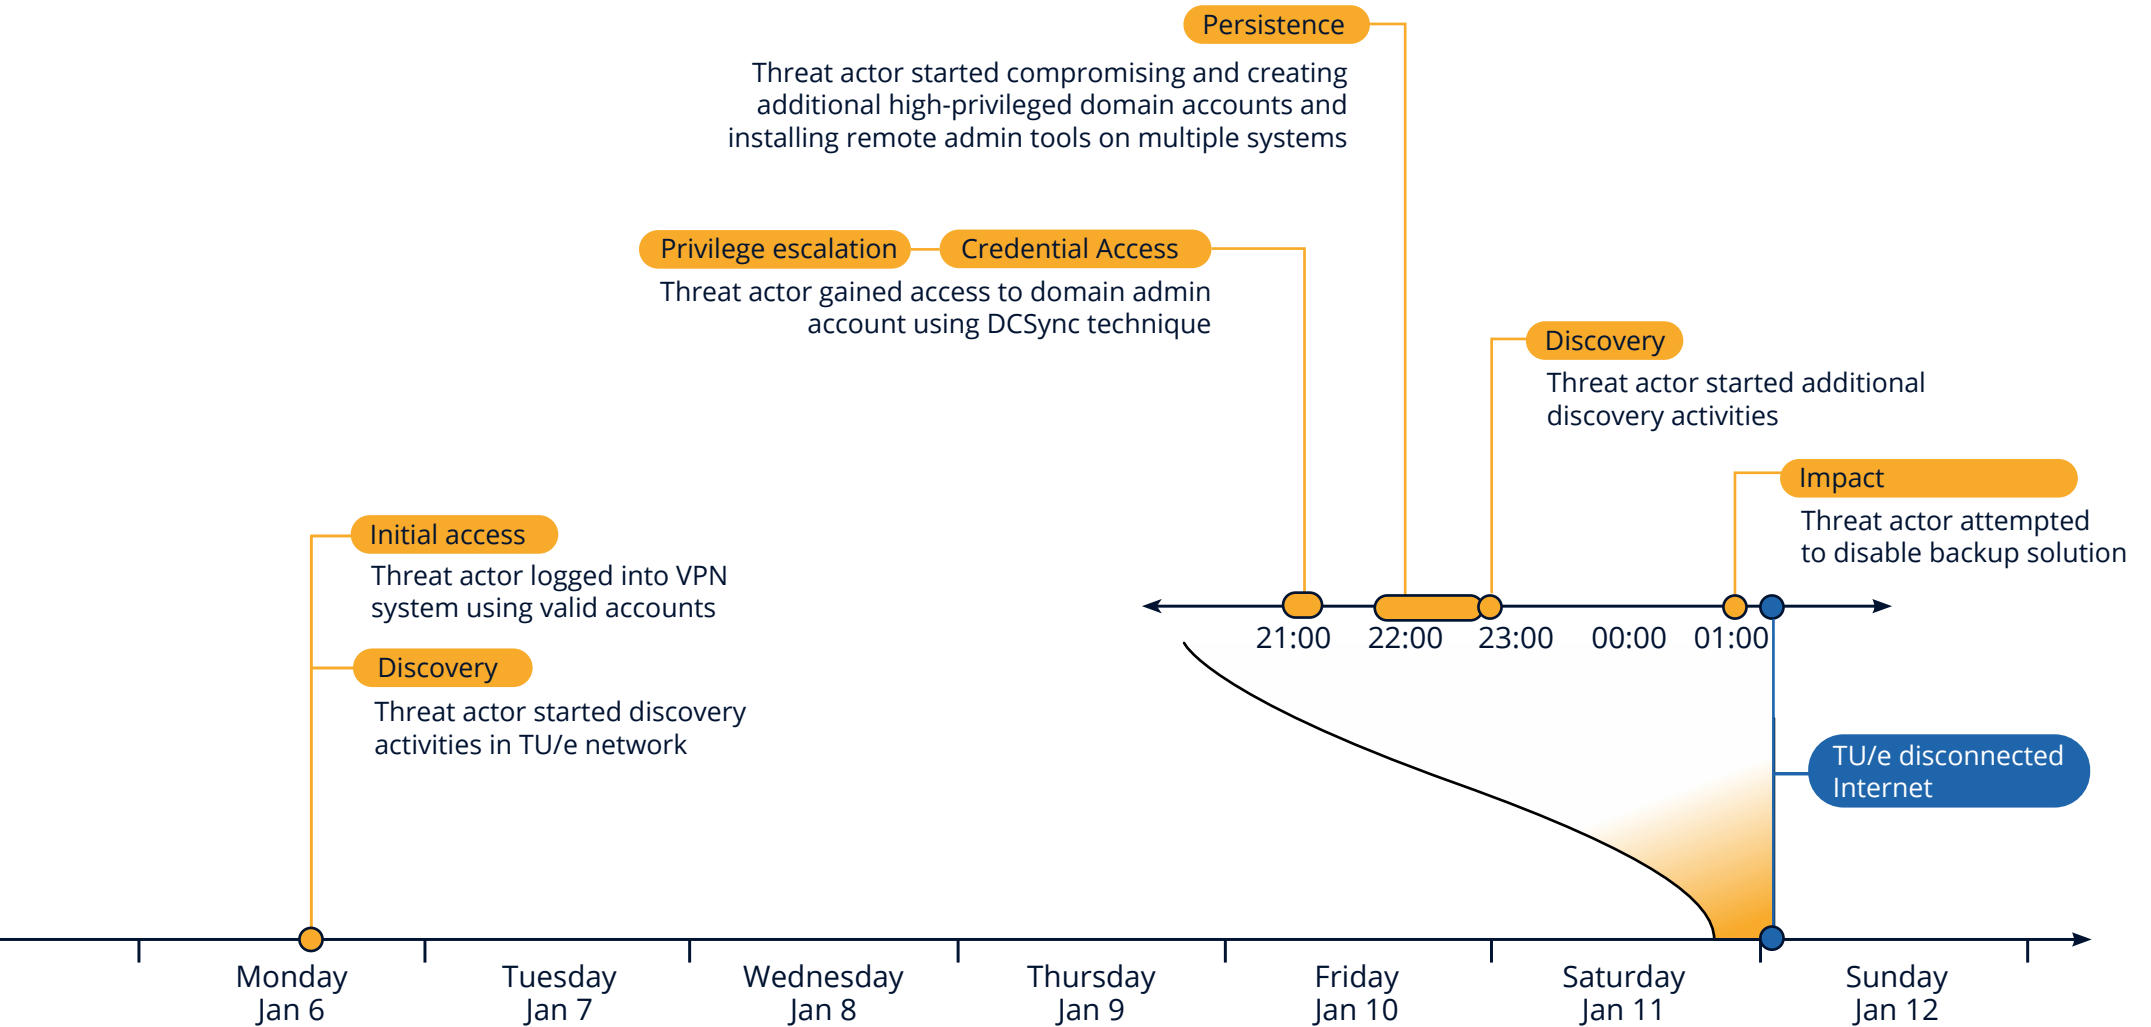 Persistence
Threat actor started compromising and creating
additional high-privileged domain accounts and
installing remote admin tools on multiple systems
Privilege escalation
Credential Access
Threat actor gained access to domain admin
account using DCSync technique
Discovery
Threat actor started additional
discovery activities
Impact
Threat actor attempted
to disable backup solution
Initial access
Threat actor logged into VPN
system using valid accounts
Discovery
Threat actor started discovery
activities in TU/e network
21:00
22:00
23:00
00:00
01:00
TU/e disconnected
Internet
Monday
Jan 6
Tuesday
Jan 7
Wednesday
Jan 8
Thursday
Jan 9
Friday
Jan 10
Saturday
Jan 11
Sunday
Jan 12